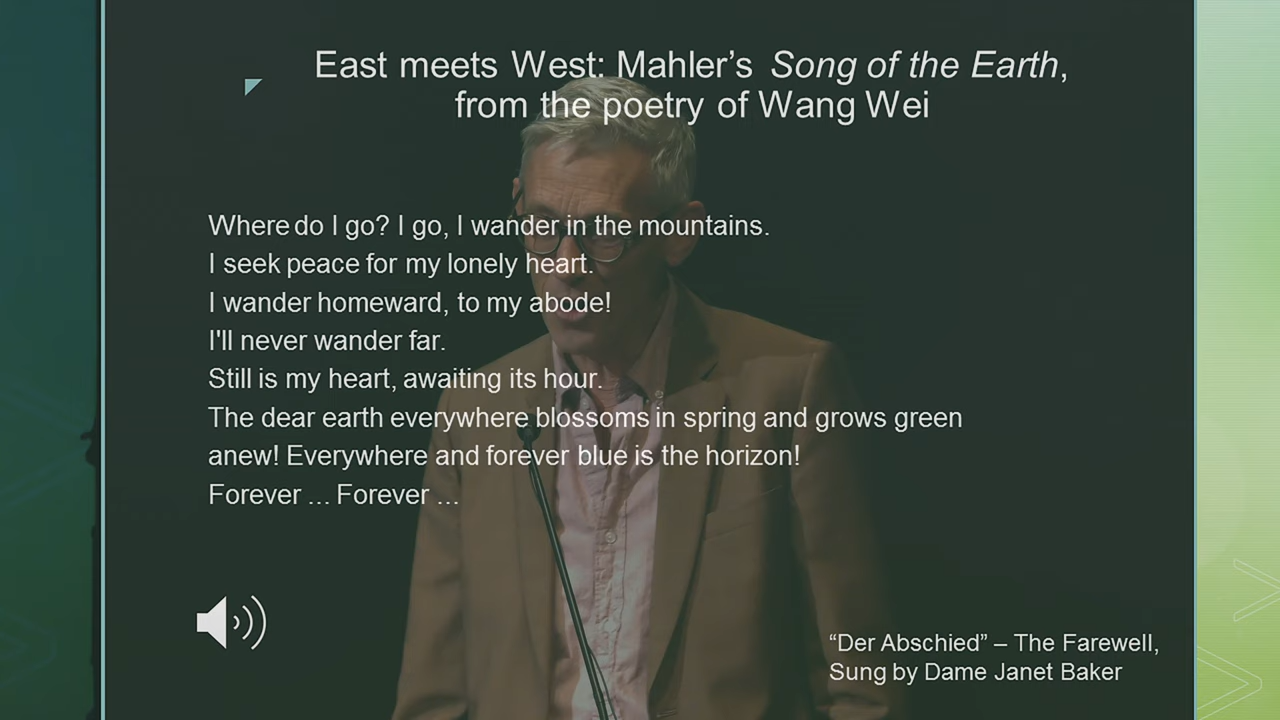 East meets West: Mahler's Song of the Earth,
from the poetry of Wang Wei
Where do I go? I go, I wander in the mountains.
I seek peace for my lonely heart.
I wander homeward, to my abode!
I'll never wander far.
Still is my heart, awaiting its hour.
The dear earth everywhere blossoms in spring and grows green
anew! Everywhere and forever blue is the horizon!
Forever ... Forever ...
“Der Abschied” – The Farewell,
Sung by Dame Janet Baker